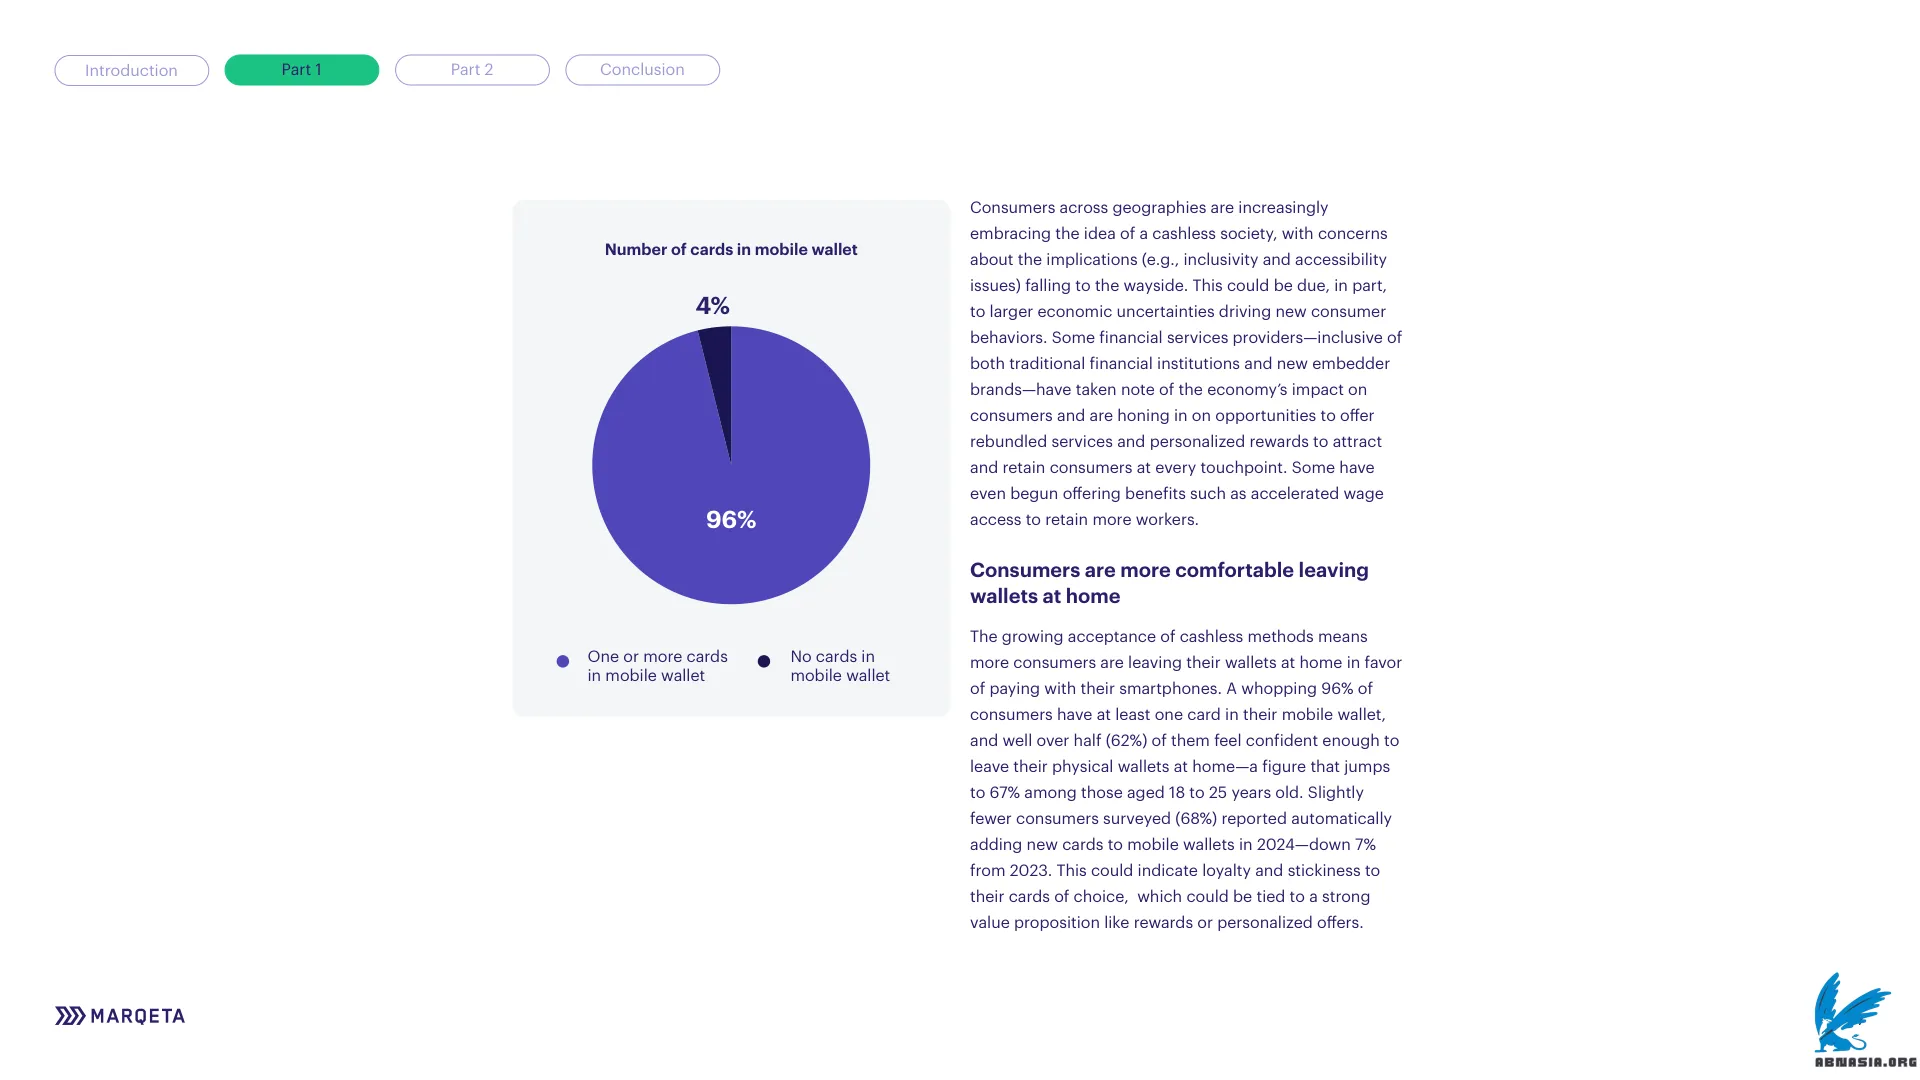 Introduction
Part 1
Part 2
Conclusion
Number of cards in mobile wallet
4%
96%
One or more cards
in mobile wallet
No cards in
mobile wallet
Consumers across geographies are increasingly
embracing the idea of a cashless society, with concerns
about the implications (e.g., inclusivity and accessibility
issues) falling to the wayside. This could be due, in part,
to larger economic uncertainties driving new consumer
behaviors. Some financial services providers—inclusive of
both traditional financial institutions and new embedder
brands—have taken note of the economy’s impact on
consumers and are honing in on opportunities to offer
rebundled services and personalized rewards to attract
and retain consumers at every touchpoint. Some have
even begun offering benefits such as accelerated wage
access to retain more workers.
Consumers are more comfortable leaving
wallets at home
The growing acceptance of cashless methods means
more consumers are leaving their wallets at home in favor
of paying with their smartphones. A whopping 96% of
consumers have at least one card in their mobile wallet,
and well over half (62%) of them feel confident enough to
leave their physical wallets at home—a figure that jumps
to 67% among those aged 18 to 25 years old. Slightly
fewer consumers surveyed (68%) reported automatically
adding new cards to mobile wallets in 2024—down 7%
from 2023. This could indicate loyalty and stickiness to
their cards of choice,  which could be tied to a strong
value proposition like rewards or personalized offers.
MARQETA
ABNASIA.ORG